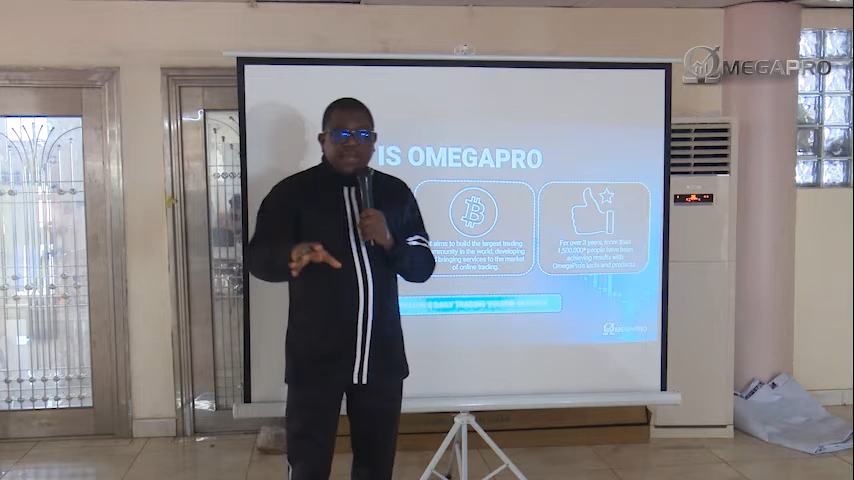 OMEGAPRO
IS OMEGAPRO
aims to build the largest trading
community in the world, developing
bringing services to the market
of online trading.
For over 3 years, more than
1,500,000+ people have been
achieving results with
OmegaPro's tools and products
OMEGAPRO